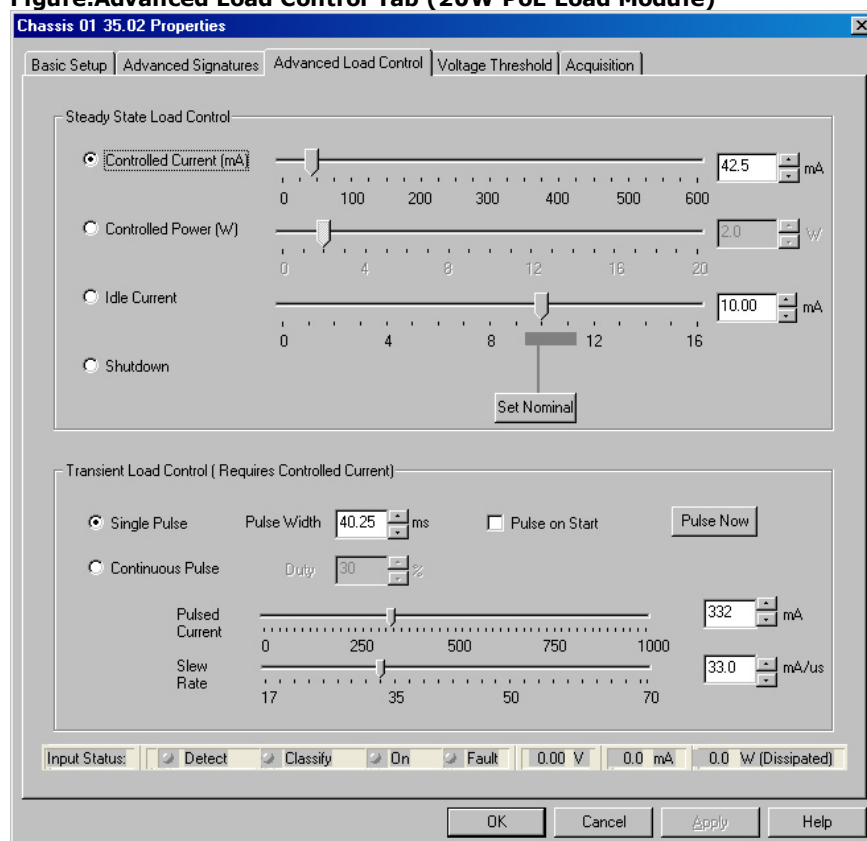 Figure.Advanced Load Control Tab (20W PoE Load Module)
Chassis 01 35.02 Properties
Basic Setup Advanced Signatures Advanced Load Control Voltage Threshold Acquisition
Steady State Load Control
Controlled Current (mA) 42.5 mA
0 100 200 300 400 500 600
Controlled Power (W) 2.0 W
0 4 8 12 16 20
Idle Current 10.00 mA
0 4 8 12 16
Shutdown
Set Nominal
Transient Load Control ( Requires Controlled Current)
Single Pulse Pulse Width 40.25 ms Pulse on Start Pulse Now
Continuous Pulse Duty 30 %
Pulsed Current 332 mA
0 250 500 750 1000
Slew Rate 33.0 mA/us
17 35 50 70
Input Status: Detect Classify On Fault 0.00 V 0.0 mA 0.0 W (Dissipated)
OK Cancel Apply Help